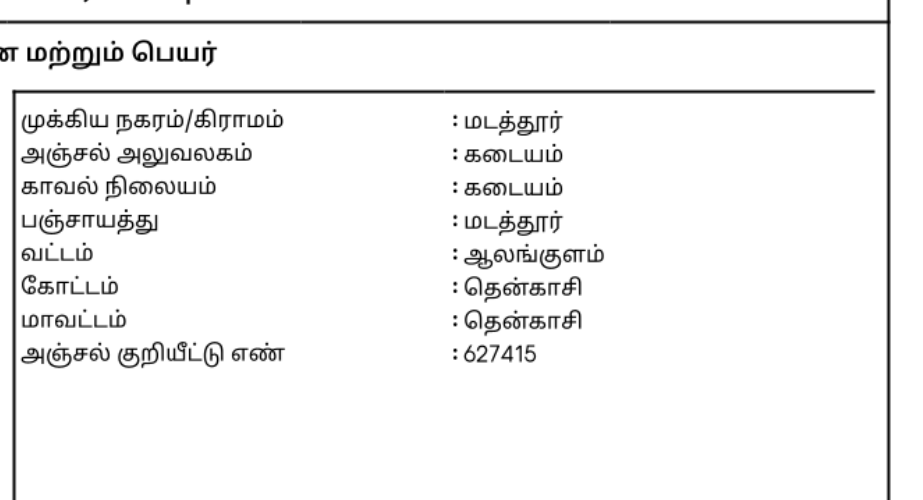 மற்றும் பெயர்
முக்கிய நகரம்/கிராமம் : மடத்தூர்
அஞ்சல் அலுவலகம் : கடையம்
காவல் நிலையம் : கடையம்
பஞ்சாயத்து : மடத்தூர்
வட்டம் : ஆலங்குளம்
கோட்டம் : தென்காசி
மாவட்டம் : தென்காசி
அஞ்சல் குறியீட்டு எண் : 627415